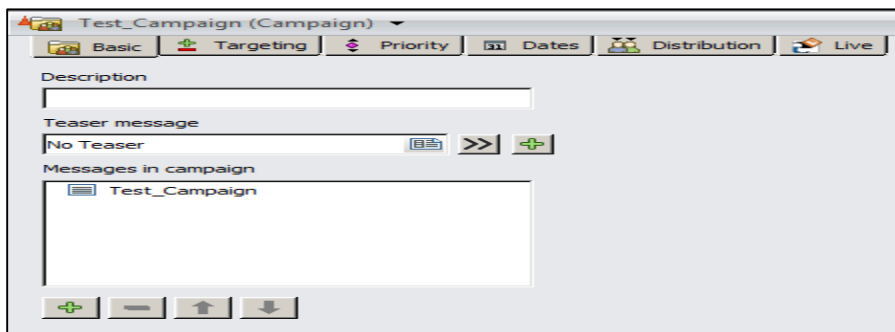 Test_Campaign (Campaign)
Basic Targeting Priority Dates Distribution Live
Description
Teaser message
No Teaser >>
Messages in campaign
Test_Campaign